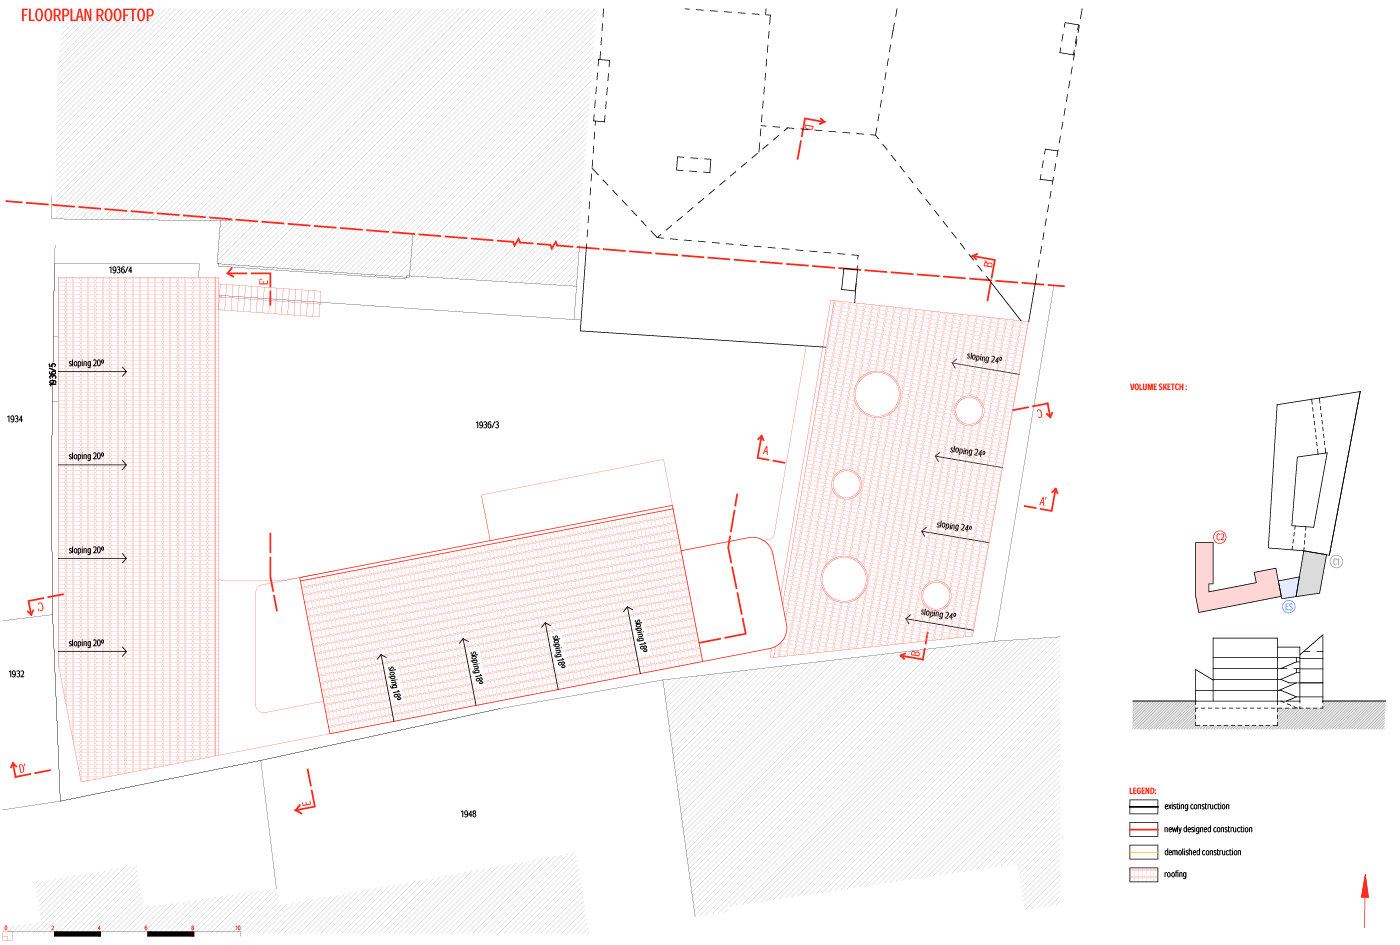 FLOORPLAN ROOFTOP
D
B'
1936/4
E'
1936/5
sloping 20º
sloping 24º
1934
C'
1936/3
A
sloping 20º
sloping 24º
A'
sloping 24º
sloping 20º
C
sloping 24º
sloping 18º
sloping 18º
sloping 18º
sloping 18º
sloping 20º
B
1932
D'
E
1948
0 2 4 6 8 10
VOLUME SKETCH :
C2
C1
ES
LEGEND:
existing construction
newly designed construction
demolished construction
roofing